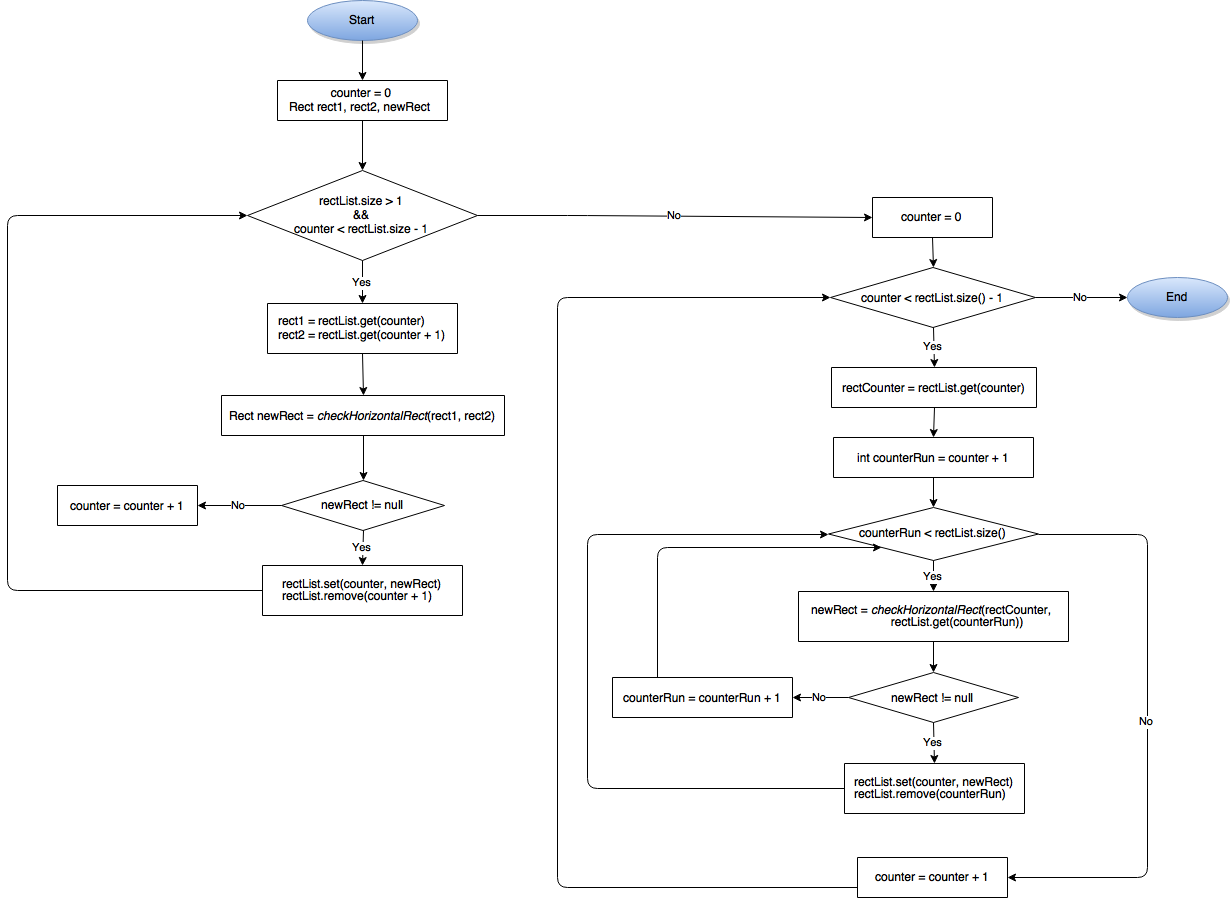 Start
counter = 0
Rect rect1, rect2, newRect
rectList.size > 1
&&
counter < rectList.size - 1
Yes
rect1 = rectList.get(counter)
rect2 = rectList.get(counter + 1)
Rect newRect = checkHorizontalRect(rect1, rect2)
newRect != null
No
counter = counter + 1
Yes
rectList.set(counter, newRect)
rectList.remove(counter + 1)
No
counter = 0
counter < rectList.size() - 1
No
End
Yes
rectCounter = rectList.get(counter)
int counterRun = counter + 1
counterRun < rectList.size()
Yes
newRect = checkHorizontalRect(rectCounter,
rectList.get(counterRun))
newRect != null
No
counterRun = counterRun + 1
Yes
rectList.set(counter, newRect)
rectList.remove(counterRun)
No
counter = counter + 1